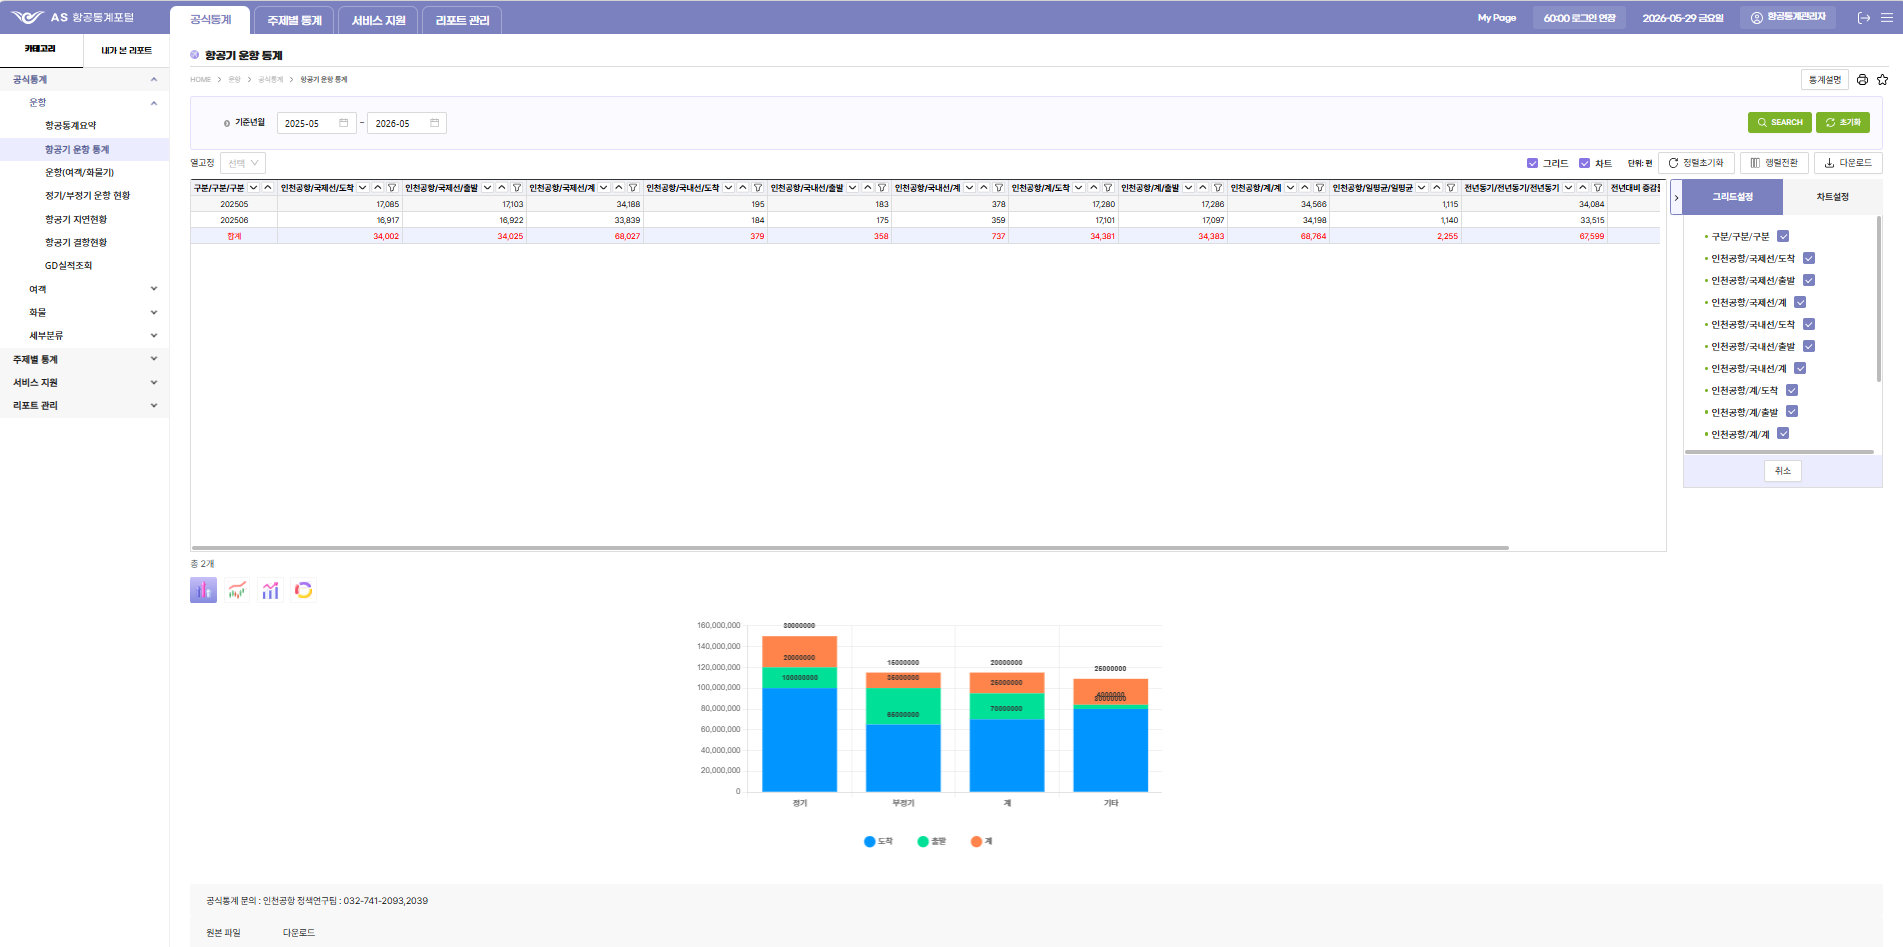 AS 항공통계포털
공식통계
주제별 통계
서비스 지원
리포트 관리
My Page
60:00 로그인 연장
2026-05-29 금요일
항공통계관리자
카테고리
내가 본 리포트
공식통계
운항
항공통계요약
항공기 운항 통계
운항(여객/화물기)
정기/부정기 운항 현황
항공기 지연현황
항공기 결항현황
GD실적조회
여객
화물
세부분류
주제별 통계
서비스 지원
리포트 관리
항공기 운항 통계
HOME > 운항 > 공식통계 > 항공기 운항 통계
통계설명
기준년월 2025-05 - 2026-05
SEARCH
초기화
열고정 선택
그리드 차트 단위: 편 정렬초기화 행렬전환 다운로드
구분/구분/구분 인천공항/국제선/도착 인천공항/국제선/출발 인천공항/국제선/계 인천공항/국내선/도착 인천공항/국내선/출발 인천공항/국내선/계 인천공항/계/도착 인천공항/계/출발 인천공항/계/계 인천공항/일평균/일평균 전년동기/전년동기/전년동기 전년대비 증감률
202505 17,085 17,103 34,188 195 183 378 17,280 17,286 34,566 1,115 34,084
202506 16,917 16,922 33,839 184 175 359 17,101 17,097 34,198 1,140 33,515
합계 34,002 34,025 68,027 379 358 737 34,381 34,383 68,764 2,255 67,599
그리드설정
차트설정
구분/구분/구분
인천공항/국제선/도착
인천공항/국제선/출발
인천공항/국제선/계
인천공항/국내선/도착
인천공항/국내선/출발
인천공항/국내선/계
인천공항/계/도착
인천공항/계/출발
인천공항/계/계
취소
총 2개
160,000,000
140,000,000
120,000,000
100,000,000
80,000,000
60,000,000
40,000,000
20,000,000
0
30000000
20000000
100000000
15000000
35000000
65000000
20000000
25000000
70000000
25000000
4000000
80000000
정기 부정기 계 기타
도착 출발 계
공식통계 문의 : 인천공항 정책연구팀 : 032-741-2093,2039
원본 파일 다운로드